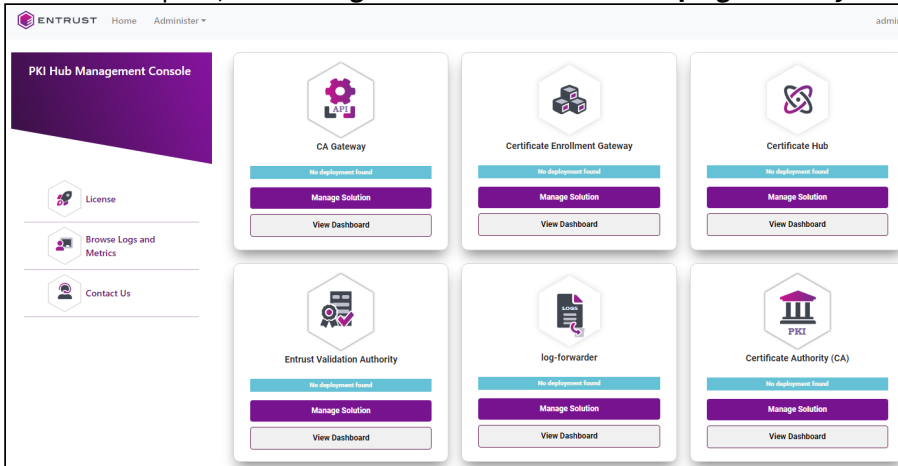 ENTRUST Home Administer
PKI Hub Management Console
License
Browse Logs and
Metrics
Contact Us
API
CA Gateway
No deployment found
Manage Solution
View Dashboard
Certificate Enrollment Gateway
No deployment found
Manage Solution
View Dashboard
Certificate Hub
No deployment found
Manage Solution
View Dashboard
Entrust Validation Authority
No deployment found
Manage Solution
View Dashboard
LOGS
log-forwarder
No deployment found
Manage Solution
View Dashboard
PKI
Certificate Authority (CA)
No deployment found
Manage Solution
View Dashboard